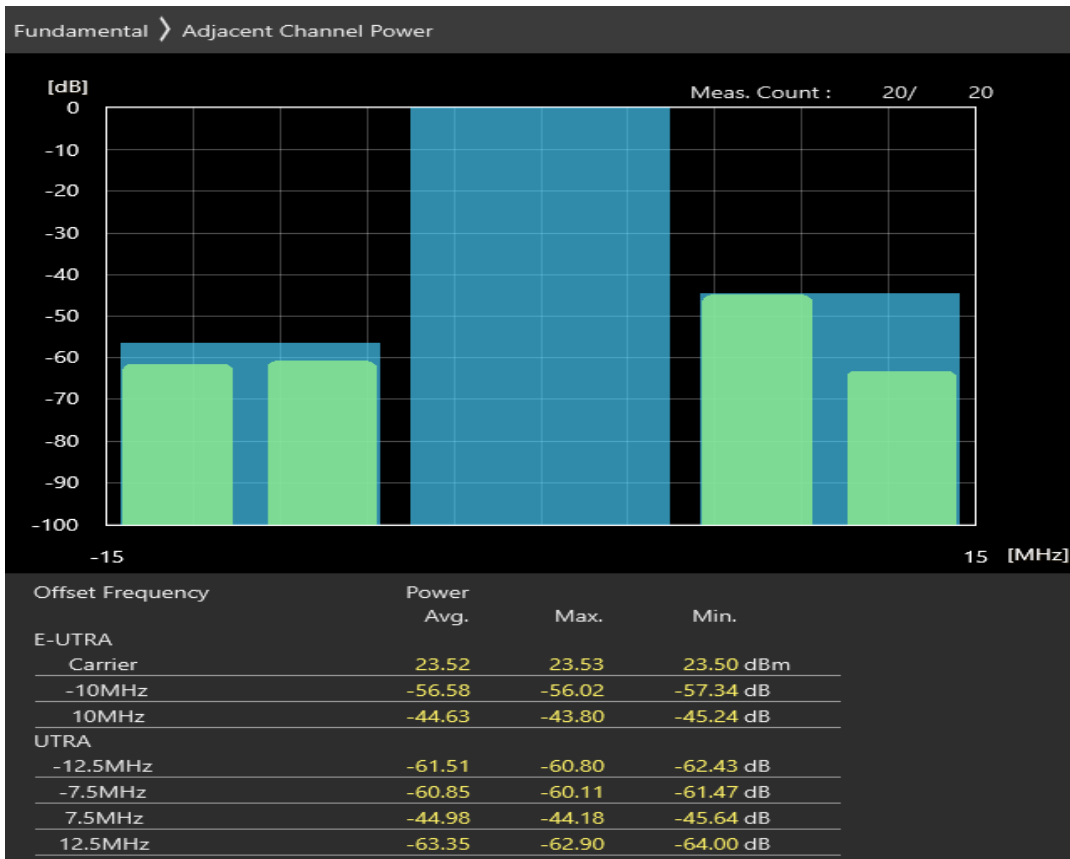 Fundamental 〉 Adjacent Channel Power
[dB]
Meas. Count : 20/ 20
0
-10
-20
-30
-40
-50
-60
-70
-80
-90
-100
-15 15 [MHz]
Offset Frequency Power
Avg. Max. Min.
E-UTRA
Carrier 23.52 23.53 23.50 dBm
-10MHz -56.58 -56.02 -57.34 dB
10MHz -44.63 -43.80 -45.24 dB
UTRA
-12.5MHz -61.51 -60.80 -62.43 dB
-7.5MHz -60.85 -60.11 -61.47 dB
7.5MHz -44.98 -44.18 -45.64 dB
12.5MHz -63.35 -62.90 -64.00 dB